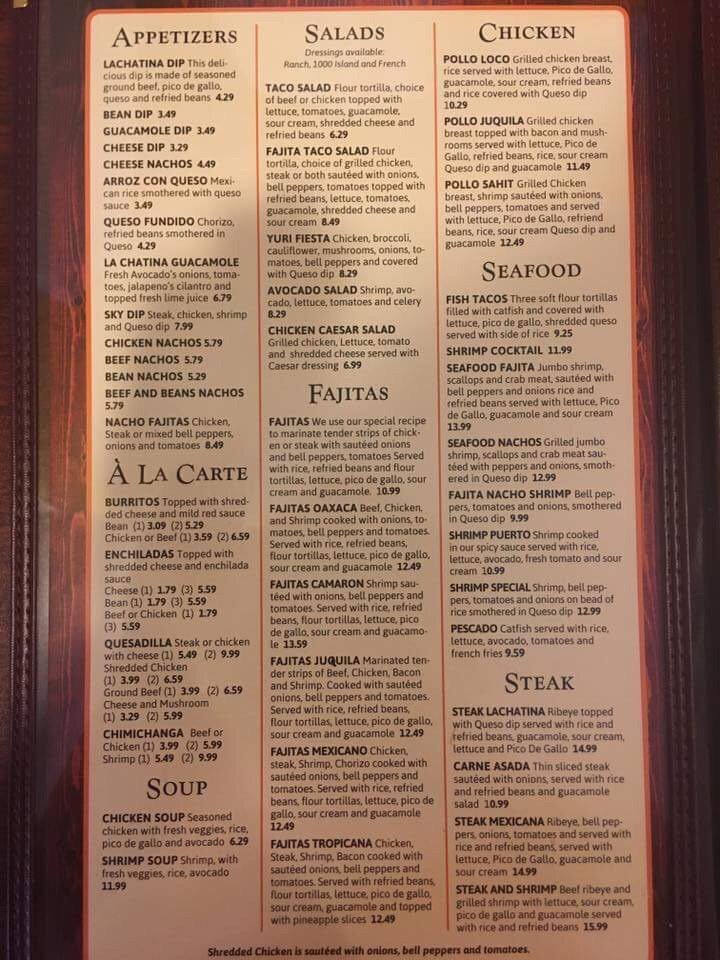 APPETIZERS
LACHATINA DIP This deli-
cious dip is made of seasoned
ground beef, pico de gallo,
queso and refried beans 4.29
BEAN DIP 3.49
GUACAMOLE DIP 3.49
CHEESE DIP 3.29
CHEESE NACHOS 4.49
ARROZ CON QUESO Mexi-
can rice smothered with queso
sauce 3.49
QUESO FUNDIDO Chorizo,
refried beans smothered in
Queso 4.29
LA CHATINA GUACAMOLE
Fresh Avocado's onions, toma-
toes, jalapeno's cilantro and
topped fresh lime juice 6.79
SKY DIP Steak, chicken, shrimp
and Queso dip 7.99
CHICKEN NACHOS 5.79
BEEF NACHOS 5.79
BEAN NACHOS 5.29
BEEF AND BEANS NACHOS
5.79
NACHO FAJITAS Chicken,
Steak or mixed bell peppers,
onions and tomatoes 8.49
À LA CARTE
BURRITOS Topped with shred-
ded cheese and mild red sauce
Bean (1) 3.09 (2) 5.29
Chicken or Beef (1) 3.59 (2) 6.59
ENCHILADAS Topped with
shredded cheese and enchilada
sauce
Cheese (1) 1.79 (3) 5.59
Bean (1) 1.79 (3) 5.59
Beef or Chicken (1) 1.79
(3) 5.59
QUESADILLA Steak or chicken
with cheese (1) 5.49 (2) 9.99
Shredded Chicken
(1) 3.99 (2) 6.59
Ground Beef (1) 3.99 (2) 6.59
Cheese and Mushroom
(1) 3.29 (2) 5.99
CHIMICHANGA Beef or
Chicken (1) 3.99 (2) 5.99
Shrimp (1) 5.49 (2) 9.99
SOUP
CHICKEN SOUP Seasoned
chicken with fresh veggies, rice,
pico de gallo and avocado 6.29
SHRIMP SOUP Shrimp, with
fresh veggies, rice, avocado
11.99
SALADS
Dressings available:
Ranch, 1000 Island and French
TACO SALAD Flour tortilla, choice
of beef or chicken topped with
lettuce, tomatoes, guacamole,
sour cream, shredded cheese and
refried beans 6.29
FAJITA TACO SALAD Flour
tortilla, choice of grilled chicken,
steak or both sautéed with onions,
bell peppers, tomatoes topped with
refried beans, lettuce, tomatoes,
guacamole, shredded cheese and
sour cream 8.49
YURI FIESTA Chicken, broccoli,
cauliflower, mushrooms, onions, to-
matoes, bell peppers and covered
with Queso dip 8.29
AVOCADO SALAD Shrimp, avo-
cado, lettuce, tomatoes and celery
8.29
CHICKEN CAESAR SALAD
Grilled chicken, Lettuce, tomato
and shredded cheese served with
Caesar dressing 6.99
FAJITAS
FAJITAS We use our special recipe
to marinate tender strips of chick-
en or steak with sautéed onions
and bell peppers, tomatoes Served
with rice, refried beans and flour
tortillas, lettuce, pico de gallo, sour
cream and guacamole. 10.99
FAJITAS OAXACA Beef, Chicken,
and Shrimp cooked with onions, to-
matoes, bell peppers and tomatoes.
Served with rice, refried beans,
flour tortillas, lettuce, pico de gallo,
sour cream and guacamole 12.49
FAJITAS CAMARON Shrimp sau-
téed with onions, bell peppers and
tomatoes. Served with rice, refried
beans, flour tortillas, lettuce, pico
de gallo, sour cream and guacamo-
le 13.59
FAJITAS JUQUILA Marinated ten-
der strips of Beef, Chicken, Bacon
and Shrimp. Cooked with sautéed
onions, bell peppers and tomatoes.
Served with rice, refried beans,
flour tortillas, lettuce, pico de gallo,
sour cream and guacamole 12.49
FAJITAS MEXICANO Chicken,
steak, Shrimp, Chorizo cooked with
sautéed onions, bell peppers and
tomatoes. Served with rice, refried
beans, flour tortillas, lettuce, pico de
gallo, sour cream and guacamole
12.49
FAJITAS TROPICANA Chicken,
Steak, Shrimp, Bacon cooked with
sautéed onions, bell peppers and
tomatoes. Served with refried beans,
flour tortillas, lettuce, pico de gallo,
sour cream, guacamole and topped
with pineapple slices 12.49
CHICKEN
POLLO LOCO Grilled chicken breast,
rice served with lettuce, Pico de Gallo,
guacamole, sour cream, refried beans
and rice covered with Queso dip
10.29
POLLO JUQUILA Grilled chicken
breast topped with bacon and mush-
rooms served with lettuce, Pico de
Gallo, refried beans, rice, sour cream
Queso dip and guacamole 11.49
POLLO SAHIT Grilled Chicken
breast, shrimp sautéed with onions,
bell peppers, tomatoes and served
with lettuce, Pico de Gallo, refriend
beans, rice, sour cream Queso dip and
guacamole 12.49
SEAFOOD
FISH TACOS Three soft flour tortillas
filled with catfish and covered with
lettuce, pico de gallo, shredded queso
served with side of rice 9.25
SHRIMP COCKTAIL 11.99
SEAFOOD FAJITA Jumbo shrimp,
scallops and crab meat, sautéed with
bell peppers and onions rice and
refried beans served with lettuce, Pico
de Gallo, guacamole and sour cream
13.99
SEAFOOD NACHOS Grilled jumbo
shrimp, scallops and crab meat sau-
téed with peppers and onions, smoth-
ered in Queso dip 12.99
FAJITA NACHO SHRIMP Bell pep-
pers, tomatoes and onions, smothered
in Queso dip 9.99
SHRIMP PUERTO Shrimp cooked
in our spicy sauce served with rice,
lettuce, avocado, fresh tomato and sour
cream 10.99
SHRIMP SPECIAL Shrimp, bell pep-
pers, tomatoes and onions on bead of
rice smothered in Queso dip 12.99
PESCADO Catfish served with rice,
lettuce, avocado, tomatoes and
french fries 9.59
STEAK
STEAK LACHATINA Ribeye topped
with Queso dip served with rice and
refried beans, guacamole, sour cream,
lettuce and Pico De Gallo 14.99
CARNE ASADA Thin sliced steak
sautéed with onions, served with rice
and refried beans and guacamole
salad 10.99
STEAK MEXICANA Ribeye, bell pep-
pers, onions, tomatoes and served with
rice and refried beans, served with
lettuce, Pico De Gallo, guacamole and
sour cream 14.99
STEAK AND SHRIMP Beef ribeye and
grilled shrimp with lettuce, sour cream,
pico de gallo and guacamole served
with rice and refried beans 15.99
Shredded Chicken is sautéed with onions, bell peppers and tomatoes.